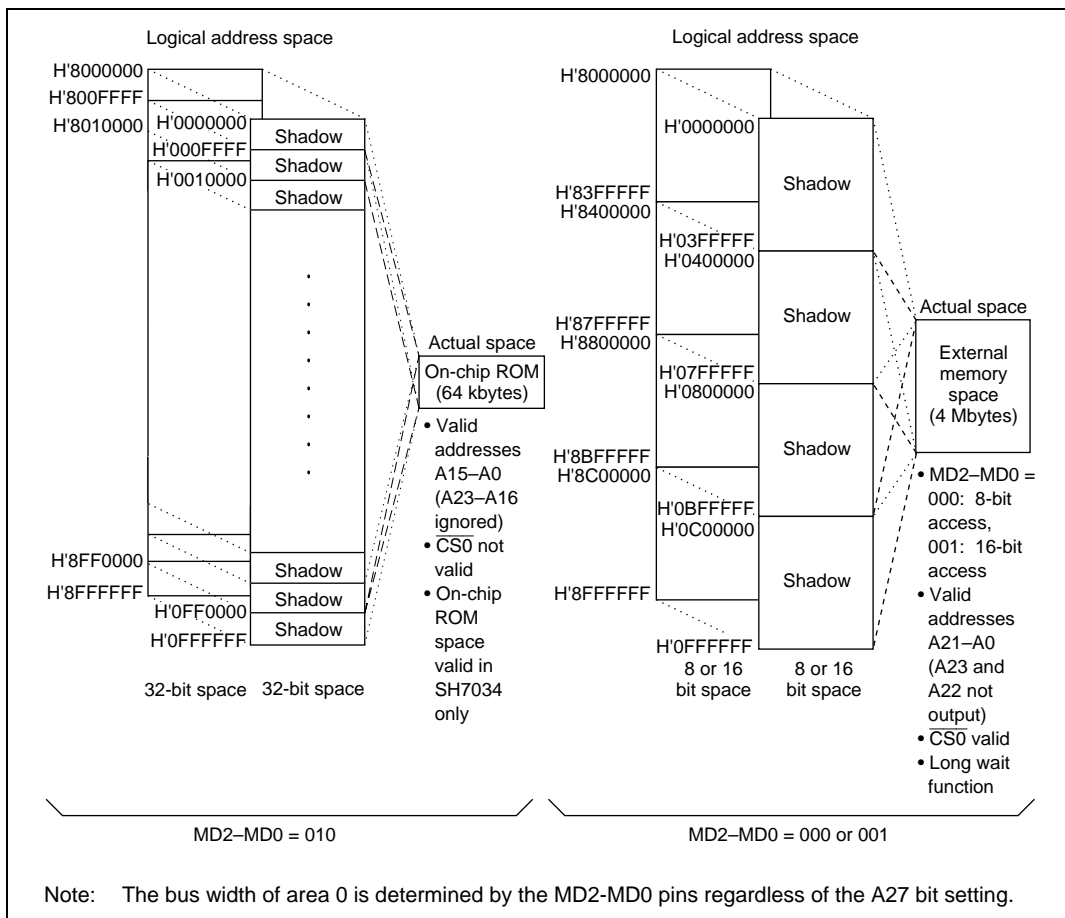 Logical address space
H'8000000
H'800FFFF
H'8010000
H'0000000
H'000FFFF
H'0010000
Shadow
Shadow
Shadow
Actual space
On-chip ROM
(64 kbytes)
• Valid
addresses
A15–A0
(A23–A16
ignored)
• CS0 not
valid
• On-chip
ROM
space
valid in
SH7034
only
H'8FF0000
H'8FFFFFF
H'0FF0000
H'0FFFFFF
Shadow
Shadow
Shadow
32-bit space
32-bit space
MD2–MD0 = 010
Logical address space
H'8000000
H'0000000
Shadow
H'83FFFFF
H'8400000
H'03FFFFF
H'0400000
Shadow
H'87FFFFF
H'8800000
H'07FFFFF
H'0800000
Shadow
H'8BFFFFF
H'8C00000
H'0BFFFFF
H'0C00000
Shadow
H'8FFFFFF
H'0FFFFFF
8 or 16
bit space
8 or 16
bit space
Actual space
External
memory
space
(4 Mbytes)
• MD2–MD0 =
000: 8-bit
access,
001: 16-bit
access
• Valid
addresses
A21–A0
(A23 and
A22 not
output)
• CS0 valid
• Long wait
function
MD2–MD0 = 000 or 001
Note: The bus width of area 0 is determined by the MD2-MD0 pins regardless of the A27 bit setting.